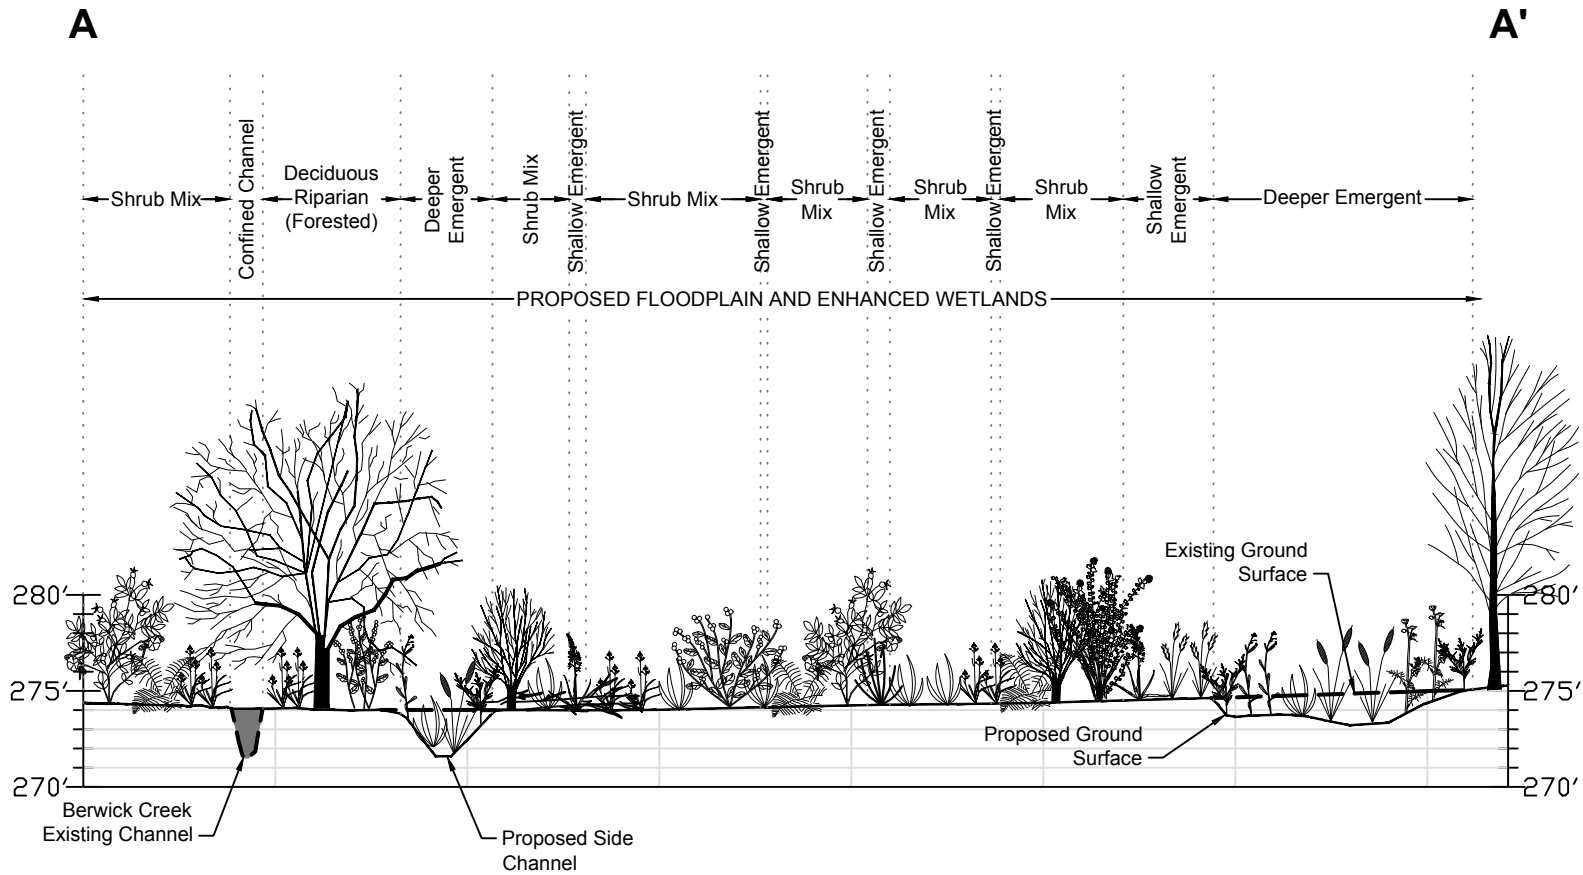 A
A'
Shrub Mix
Confined Channel
Deciduous
Riparian
(Forested)
Deeper
Emergent
Shrub Mix
Shallow Emergent
Shrub Mix
Shallow Emergent
Shrub
Mix
Shallow Emergent
Shrub
Mix
Shallow Emergent
Shrub
Mix
Shallow
Emergent
Deeper Emergent
PROPOSED FLOODPLAIN AND ENHANCED WETLANDS
Existing Ground
Surface
280'
280'
275'
275'
Proposed Ground
Surface
270'
270'
Berwick Creek
Existing Channel
Proposed Side
Channel